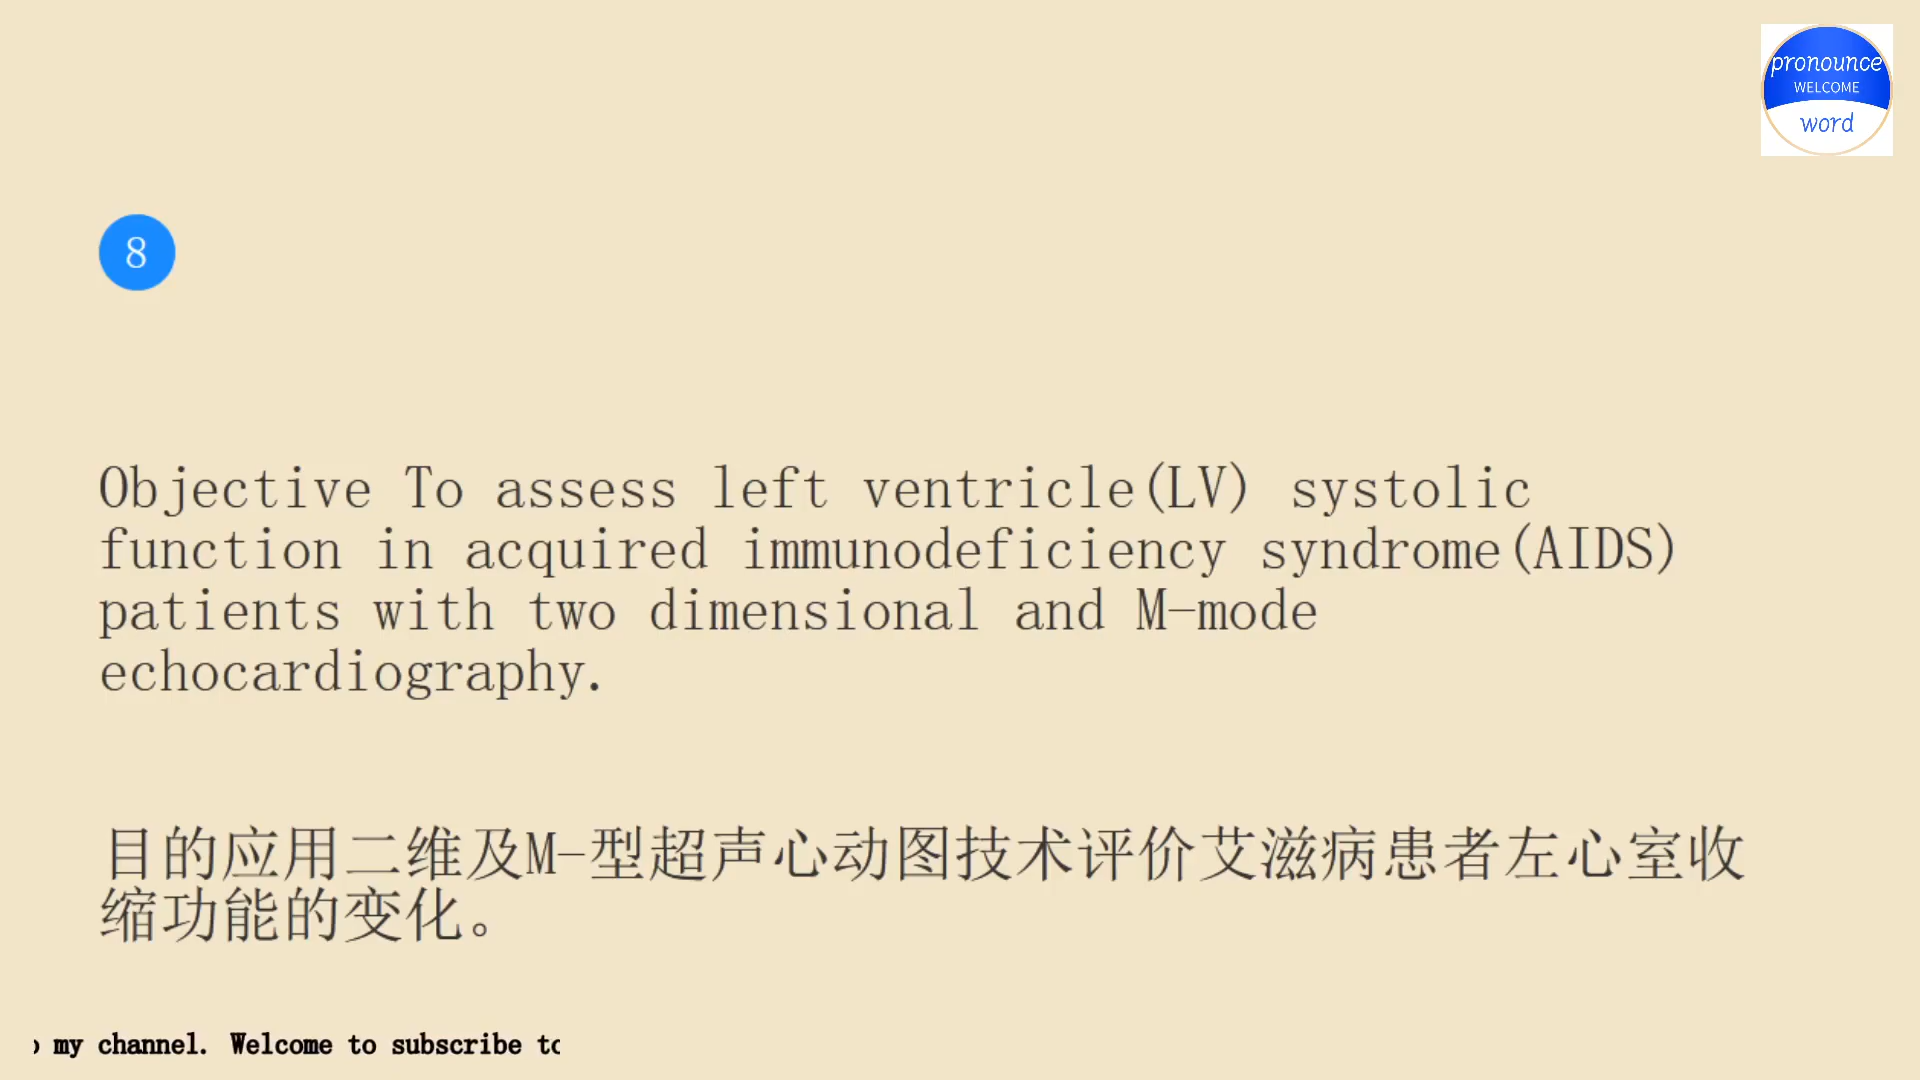 pronounce
WELCOME
word
8
Objective To assess left ventricle(LV) systolic
function in acquired immunodeficiency syndrome(AIDS)
patients with two dimensional and M-mode
echocardiography.
目的应用二维及M-型超声心动图技术评价艾滋病患者左心室收
缩功能的变化。
my channel. Welcome to subscribe to